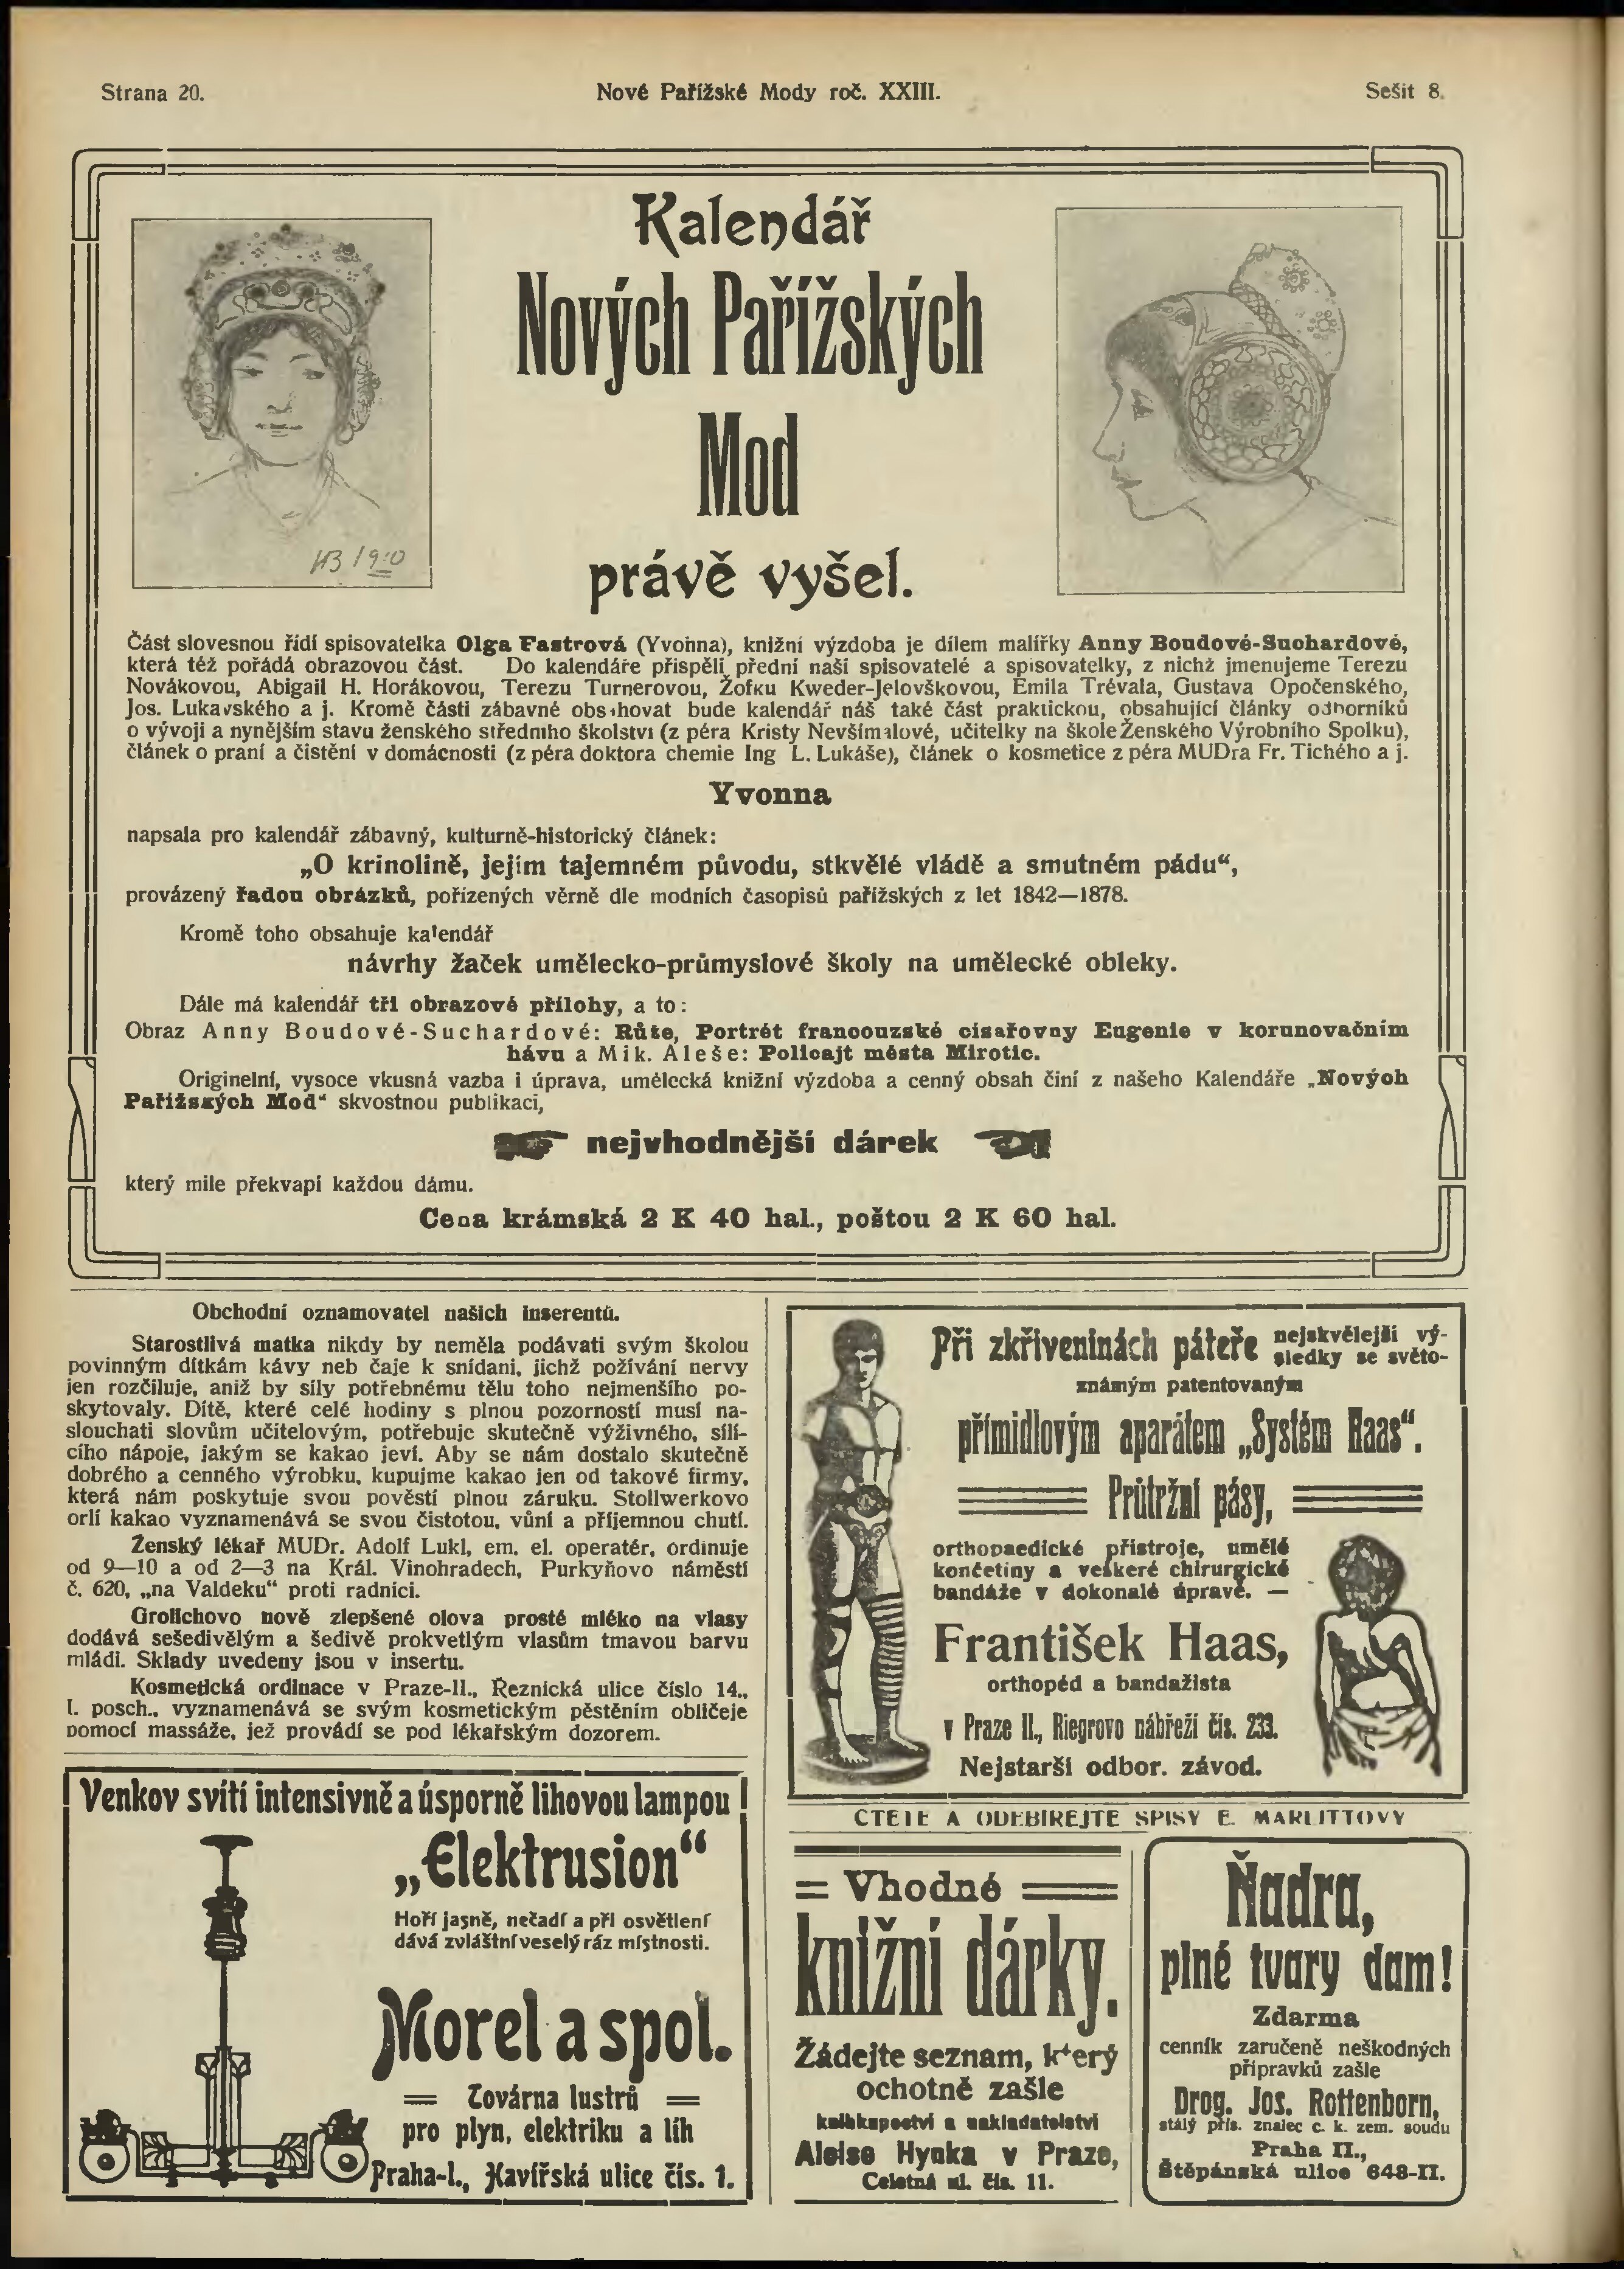 Strana 20.
Nové Pařížské Mody roč. XXIII.
Sešit 8.
Kalendář
Nových Pařížských
Mod
právě vyšel.
Část slovesnou řídí spisovatelka Olga Fastrová (Yvonna), knižní výzdoba je dílem malířky Anny Boudové-Suchardové,
která též pořádá obrazovou část. Do kalendáře přispěli přední naši spisovatelé a spisovatelky, z nichž jmenujeme Terezu
Novákovou, Abigail H. Horákovou, Terezu Turnerovou, Žofku Kweder-Jelovškovou, Emila Trévala, Gustava Opočenského,
Jos. Lukavského a j. Kromě části zábavné obsahovat bude kalendář náš také část praktickou, obsahující články odborníků
o vývoji a nynějším stavu ženského středního školství (z péra Kristy Nevšímalové, učitelky na škole Ženského Výrobního Spolku),
článek o praní a čistění v domácnosti (z péra doktora chemie Ing L. Lukáše), článek o kosmetice z péra MUDra Fr. Tichého a j.
Yvonna
napsala pro kalendář zábavný, kulturně-historický článek:
„O krinolině, jejím tajemném původu, stkvělé vládě a smutném pádu“,
provázený řadou obrázků, pořízených věrně dle modních časopisů pařížských z let 1842—1878.
Kromě toho obsahuje kalendář
návrhy žaček umělecko-průmyslové školy na umělecké obleky.
Dále má kalendář tři obrazové přílohy, a to:
Obraz Anny Boudové-Suchardové: Růže, Portrét francouzské císařovny Eugenie v korunovačním
hávu a Mik. Aleše: Policajt města Mirotic.
Originelní, vysoce vkusná vazba i úprava, umělecká knižní výzdoba a cenný obsah činí z našeho Kalendáře „Nových
Pařížských Mod“ skvostnou publikaci,
nejvhodnější dárek
který mile překvapí každou dámu.
Cena krámská 2 K 40 hal., poštou 2 K 60 hal.
Obchodní oznamovatel našich inserentů.
Starostlivá matka nikdy by neměla podávati svým školou
povinným dítkám kávy neb čaje k snídani, jichž požívání nervy
jen rozčiluje, aniž by síly potřebnému tělu toho nejmenšího po-
skytovaly. Dítě, které celé hodiny s plnou pozorností musí na-
slouchati slovům učitelovým, potřebuje skutečně výživného, sílí-
cího nápoje, jakým se kakao jeví. Aby se nám dostalo skutečně
dobrého a cenného výrobku, kupujme kakao jen od takové firmy,
která nám poskytuje svou pověstí plnou záruku. Stollwerkovo
orlí kakao vyznamenává se svou čistotou, vůní a příjemnou chutí.
Ženský lékař MUDr. Adolf Lukl, em. el. operatér, ordinuje
od 9—10 a od 2—3 na Král. Vinohradech, Purkyňovo náměstí
č. 620, „na Valdeku“ proti radnici.
Grolichovo nově zlepšené olova prosté mléko na vlasy
dodává sešedivělým a šedivě prokvetlým vlasům tmavou barvu
mládí. Sklady uvedeny jsou v insertu.
Kosmetická ordinace v Praze-II., Řeznická ulice číslo 14.,
I. posch., vyznamenává se svým kosmetickým pěstěním obličeje
pomocí massáže, jež provádí se pod lékařským dozorem.
Venkov svítí intensivně a úsporně lihovou lampou
„Elektrusion“
Hoří jasně, nečadí a při osvětlení
dává zvláštní veselý ráz místnosti.
Morel a spol.
Továrna lustrů
pro plyn, elektriku a líh
Praha-I., Havířská ulice čís. 1.
Při zkřiveninách páteře nejskvělejší vý-
sledky se světo-
známým patentovaným
přímidlovým aparátem „Systém Haas“.
Průtržní pásy,
orthopaedické přístroje, umělé
končetiny a veškeré chirurgické
bandáže v dokonalé úpravě. —
František Haas,
orthopéd a bandažista
v Praze II., Riegrovo nábřeží čís. 233.
Nejstarší odbor. závod.
ČTĚTE A ODEBÍREJTE SPISY E. MARLITTOVY
Vhodné
knižní dárky.
Žádejte seznam, který
ochotně zašle
knihkupectví a nakladatelství
Aloise Hynka v Praze,
Celetná ul. čís. 11.
Ňadra,
plné tvary dam!
Zdarma
cenník zaručeně neškodných
přípravků zašle
Drog. Jos. Rottenborn,
stálý přís. znalec c. k. zem. soudu
Praha II.,
Štěpánská ulice 648-II.